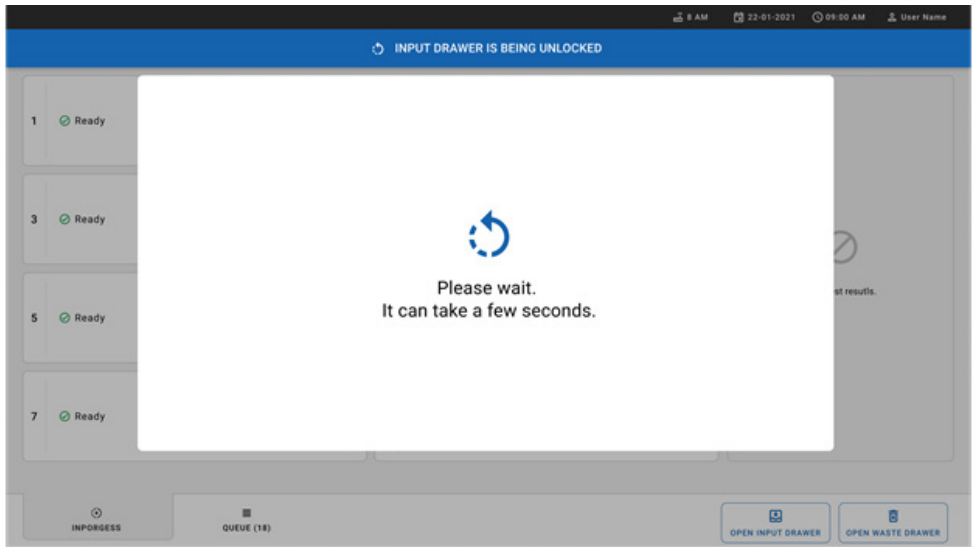 8 AM 22-01-2021 09:00 AM User Name
INPUT DRAWER IS BEING UNLOCKED
1 Ready
3 Ready
Please wait.
It can take a few seconds.
st resutls.
5 Ready
7 Ready
INPORGESS
QUEUE (18)
OPEN INPUT DRAWER
OPEN WASTE DRAWER